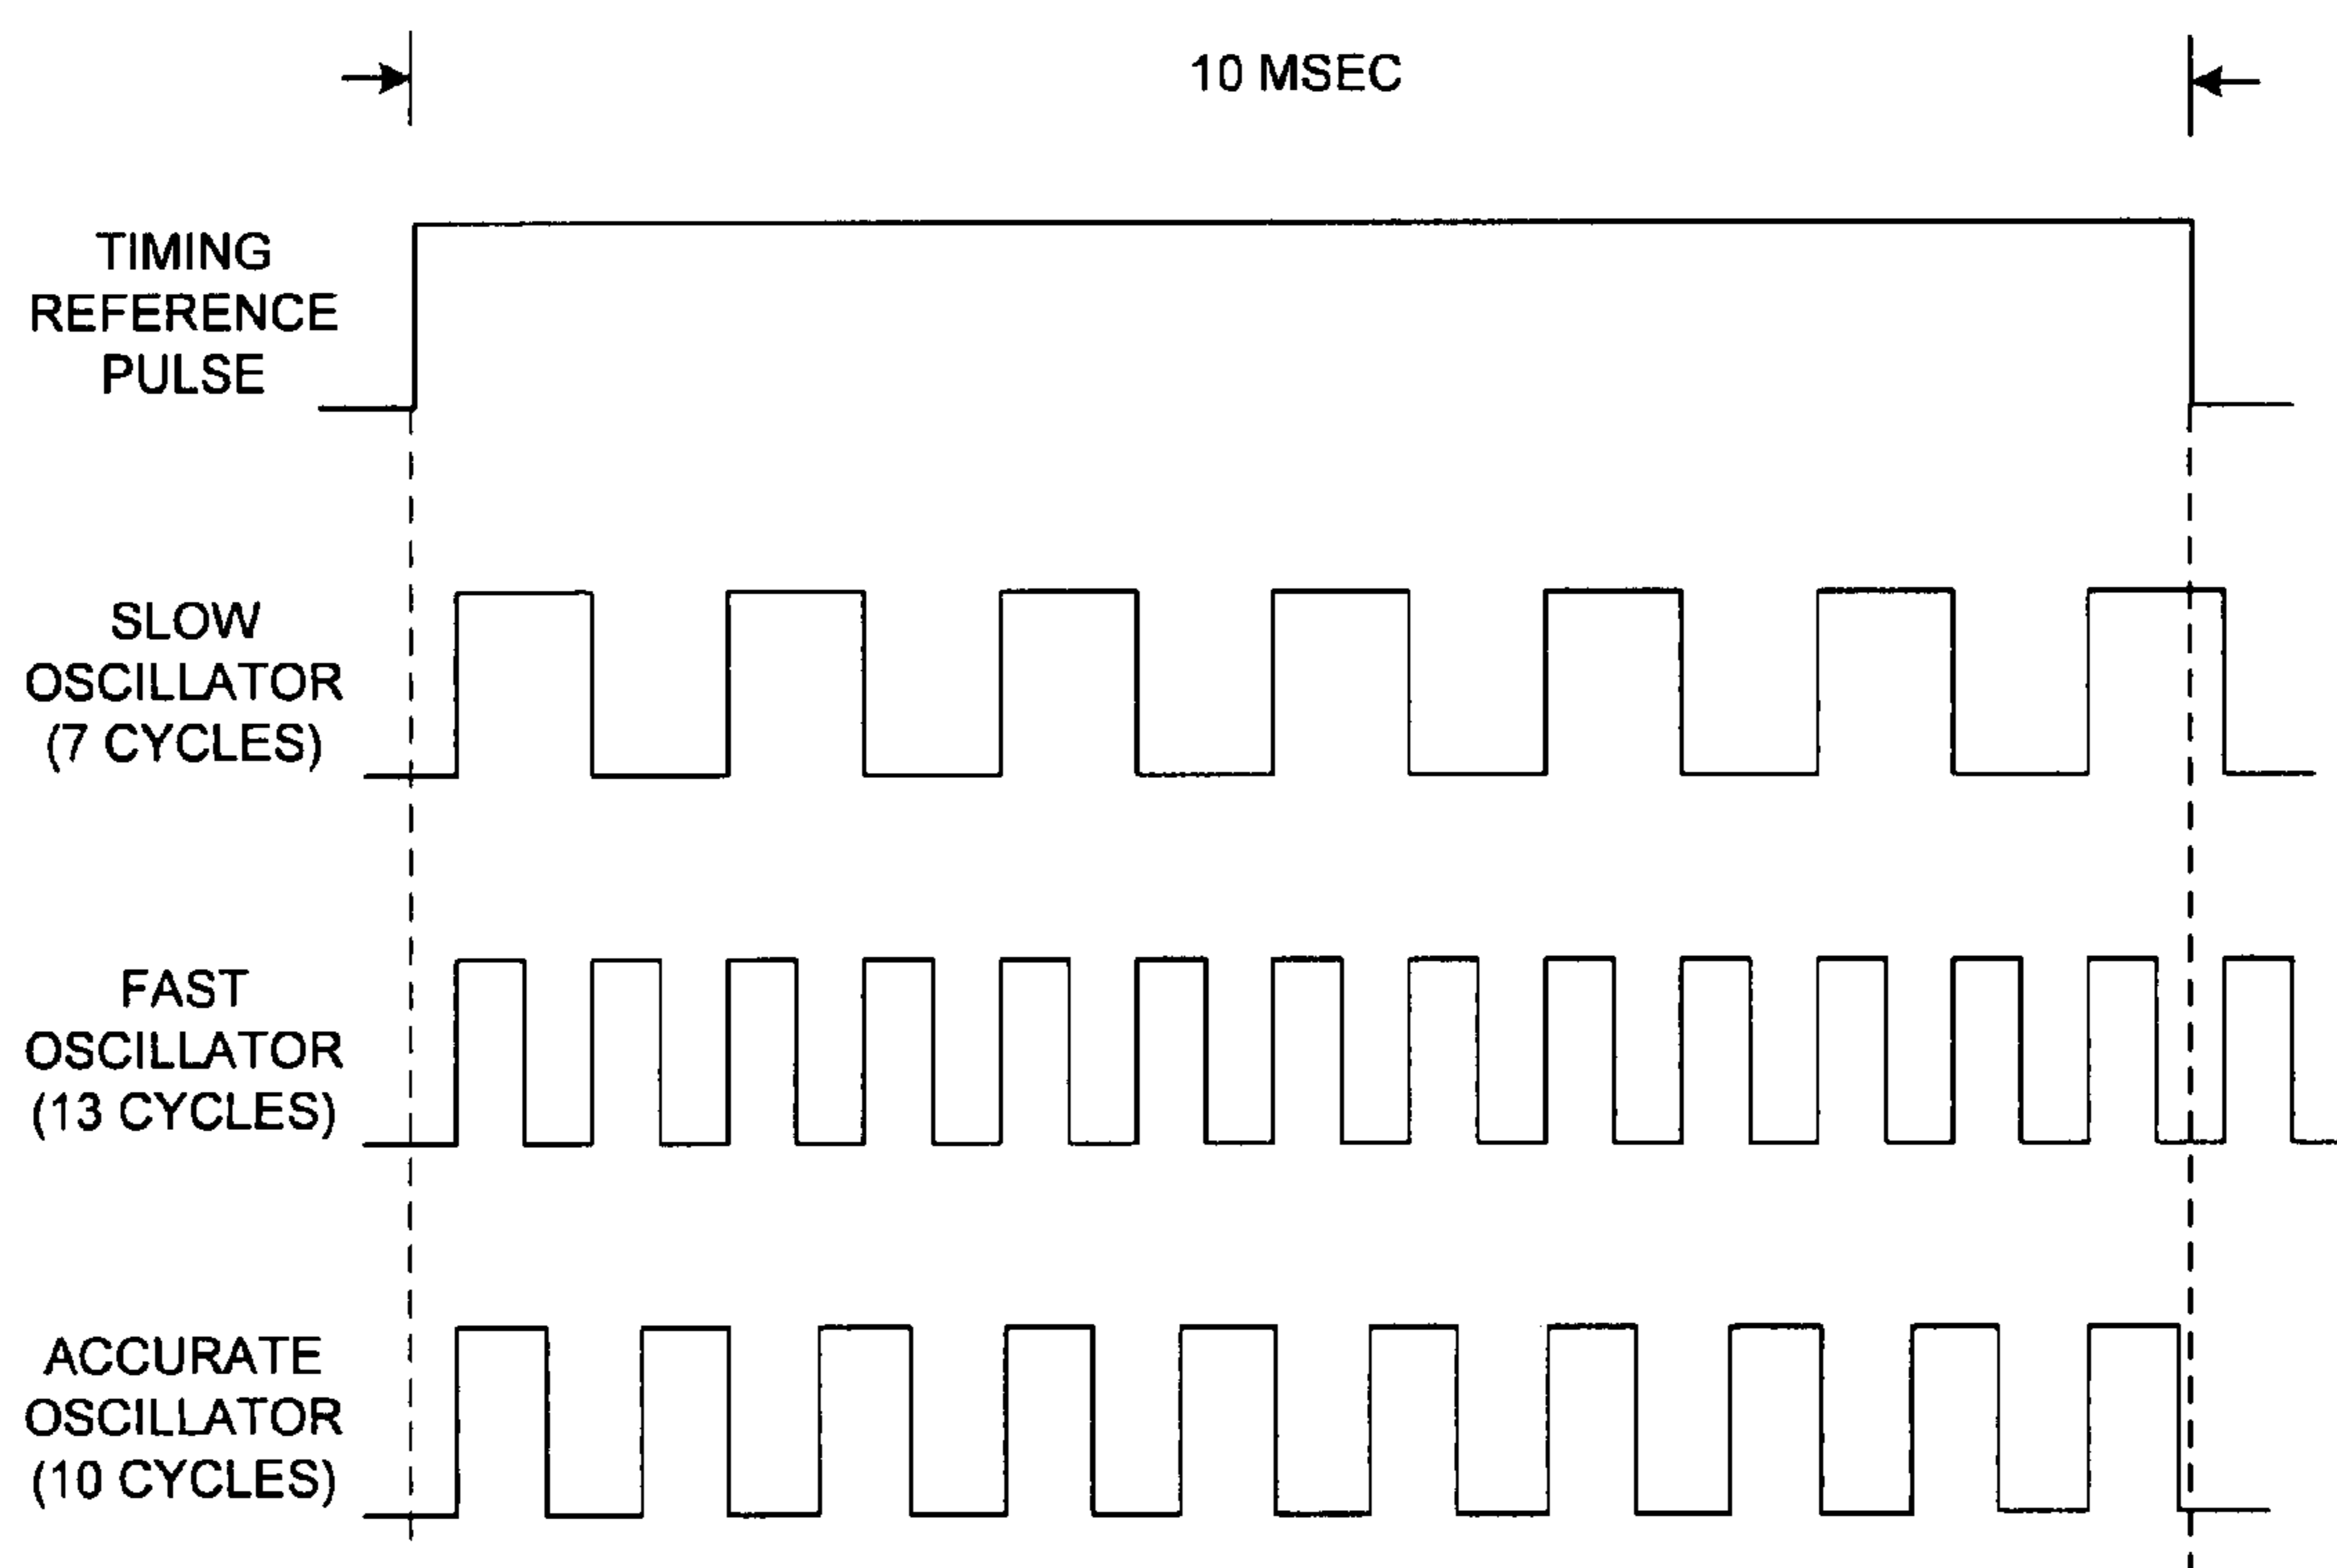 10 MSEC
TIMING
REFERENCE
PULSE
SLOW
OSCILLATOR
(7 CYCLES)
FAST
OSCILLATOR
(13 CYCLES)
ACCURATE
OSCILLATOR
(10 CYCLES)